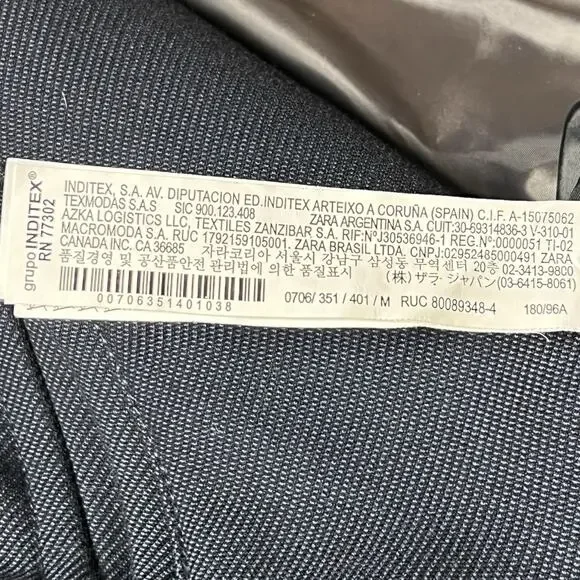 grupo INDITEX®
RN 77302
INDITEX, S.A. AV. DIPUTACION ED.INDITEX ARTEIXO A CORUÑA (SPAIN) C.I.F. A-15075062
TEXMODAS S.A.S SIC 900.123.408 ZARA ARGENTINA S.A. CUIT:30-69314836-3 V-310-01
AZKA LOGISTICS LLC, TEXTILES ZANZIBAR S.A. RIF:NºJ30536946-1 REG.Nº0000051 TI-02
MACROMODA S.A. RUC 1792159105001. ZARA BRASIL LTDA. CNPJ:02952485000491 ZARA
CANADA INC. CA 36685 자라코리아 서울시 강남구 삼성동 무역센터 20층 02-3413-9800
품질경영 및 공산품안전 관리법에 의한 품질표시 (株) ザラ・ジャパン(03-6415-8061)
00706351401038 0706/ 351 / 401 / M RUC 80089348-4 180/96A